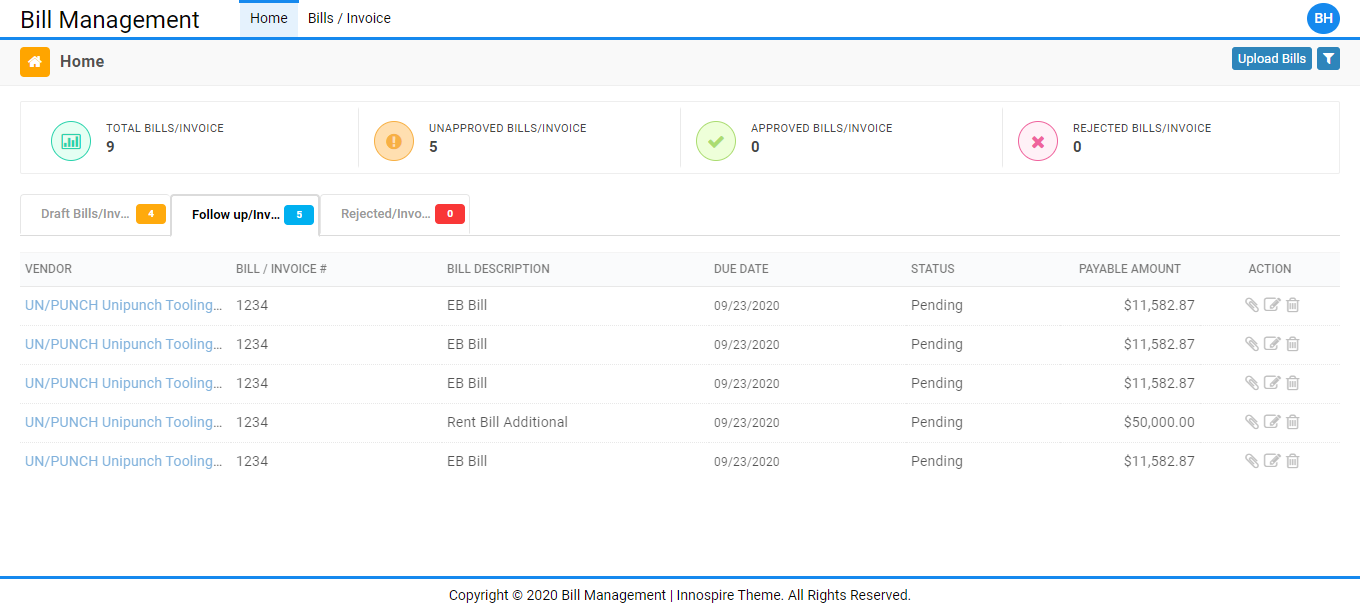 Bill Management Home Bills / Invoice BH
Home Upload Bills
TOTAL BILLS/INVOICE UNAPPROVED BILLS/INVOICE APPROVED BILLS/INVOICE REJECTED BILLS/INVOICE
9 5 0 0
Draft Bills/Inv... 4 Follow up/Inv... 5 Rejected/Invo... 0
VENDOR BILL / INVOICE # BILL DESCRIPTION DUE DATE STATUS PAYABLE AMOUNT ACTION
UN/PUNCH Unipunch Tooling... 1234 EB Bill 09/23/2020 Pending $11,582.87
UN/PUNCH Unipunch Tooling... 1234 EB Bill 09/23/2020 Pending $11,582.87
UN/PUNCH Unipunch Tooling... 1234 EB Bill 09/23/2020 Pending $11,582.87
UN/PUNCH Unipunch Tooling... 1234 Rent Bill Additional 09/23/2020 Pending $50,000.00
UN/PUNCH Unipunch Tooling... 1234 EB Bill 09/23/2020 Pending $11,582.87
Copyright © 2020 Bill Management | Innospire Theme. All Rights Reserved.